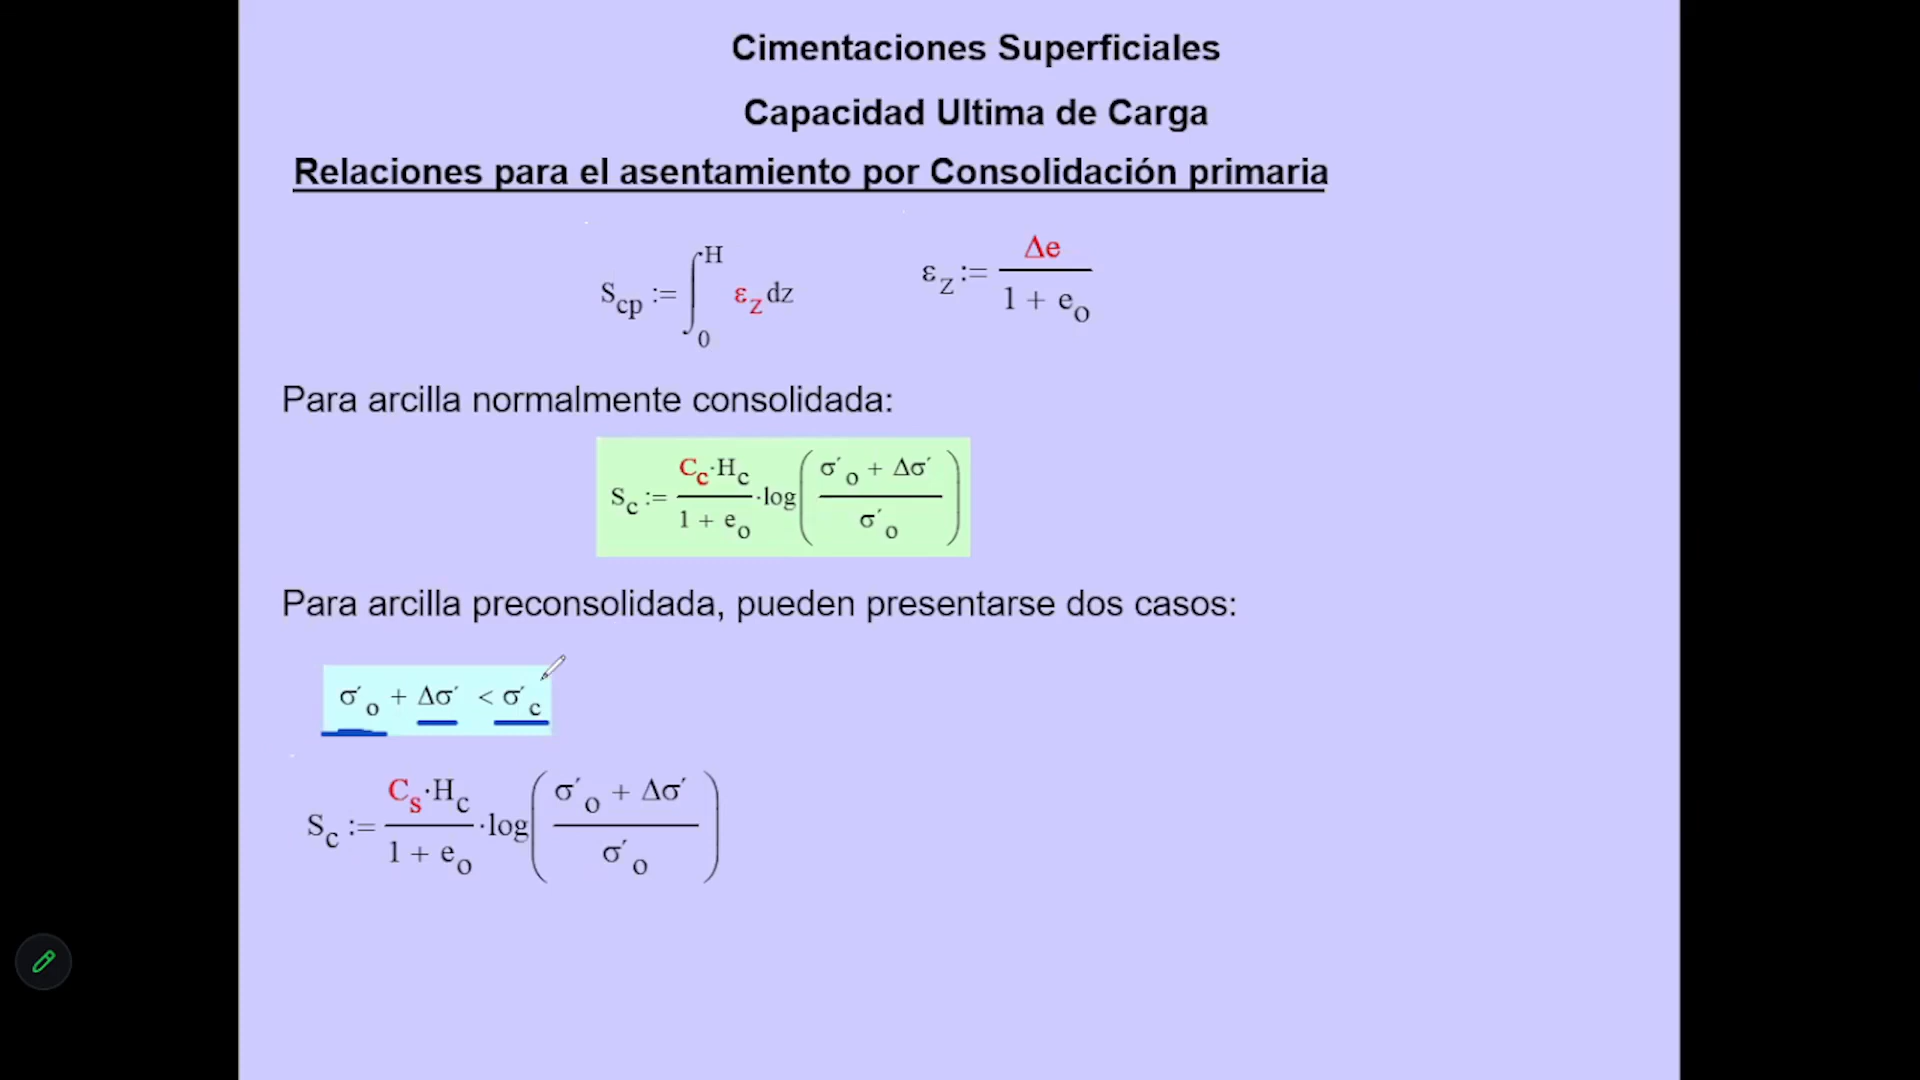 Cimentaciones Superficiales
Capacidad Ultima de Carga
Relaciones para el asentamiento por Consolidación primaria
S_cp := ∫_0^H ε_z dz    ε_z := Δe / (1 + e_o)
Para arcilla normalmente consolidada:
S_c := (C_c·H_c / (1 + e_o))·log((σ´_o + Δσ´) / σ´_o)
Para arcilla preconsolidada, pueden presentarse dos casos:
σ´_o + Δσ´ < σ´_c
S_c := (C_s·H_c / (1 + e_o))·log((σ´_o + Δσ´) / σ´_o)